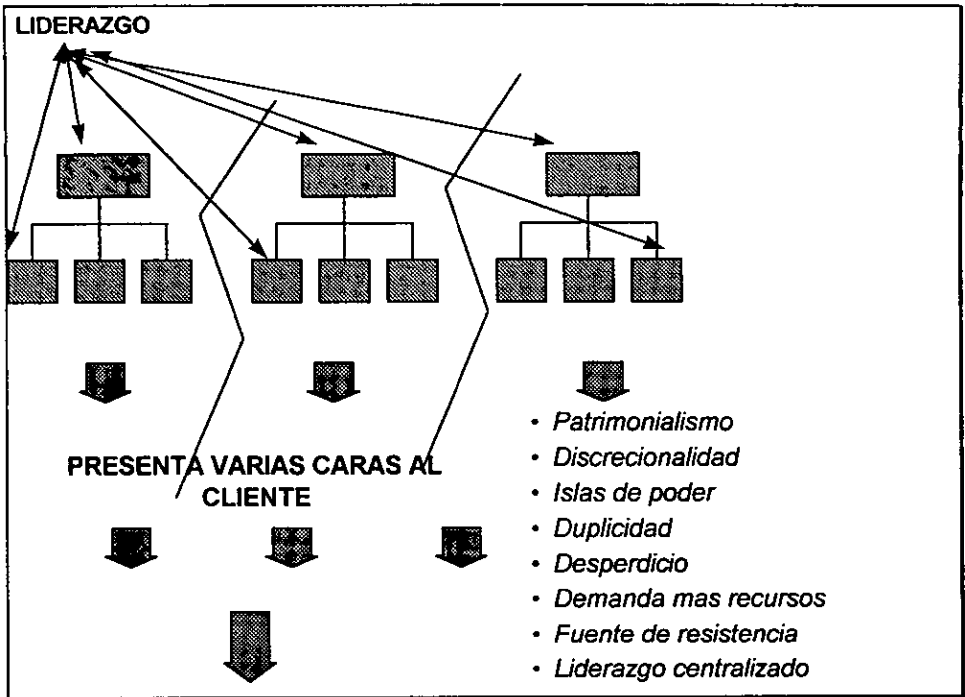 LIDERAZGO
PRESENTA VARIAS CARAS AL
CLIENTE
• Patrimonialismo
• Discrecionalidad
• Islas de poder
• Duplicidad
• Desperdicio
• Demanda mas recursos
• Fuente de resistencia
• Liderazgo centralizado